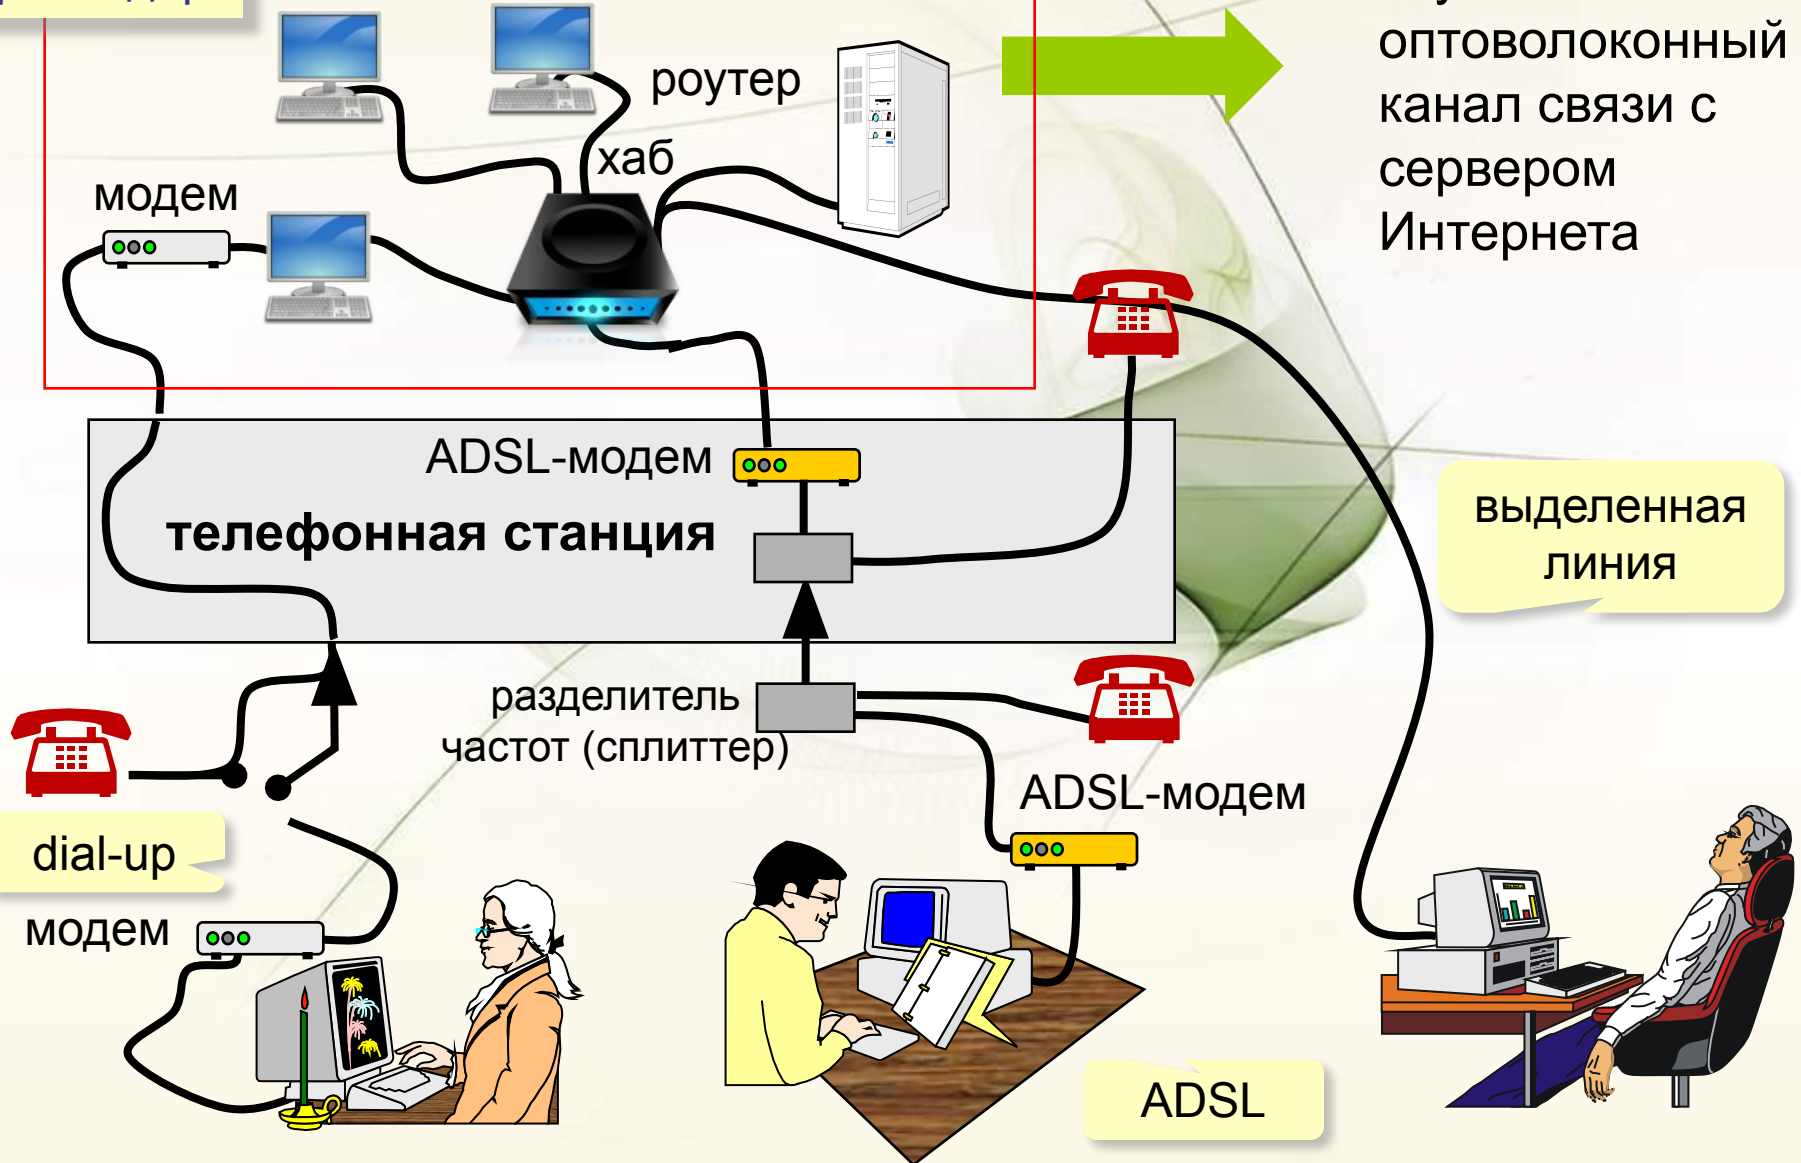 роутер
хаб
модем
оптоволоконный
канал связи с
сервером
Интернета
ADSL-модем
телефонная станция
выделенная
линия
разделитель
частот (сплиттер)
ADSL-модем
dial-up
модем
ADSL